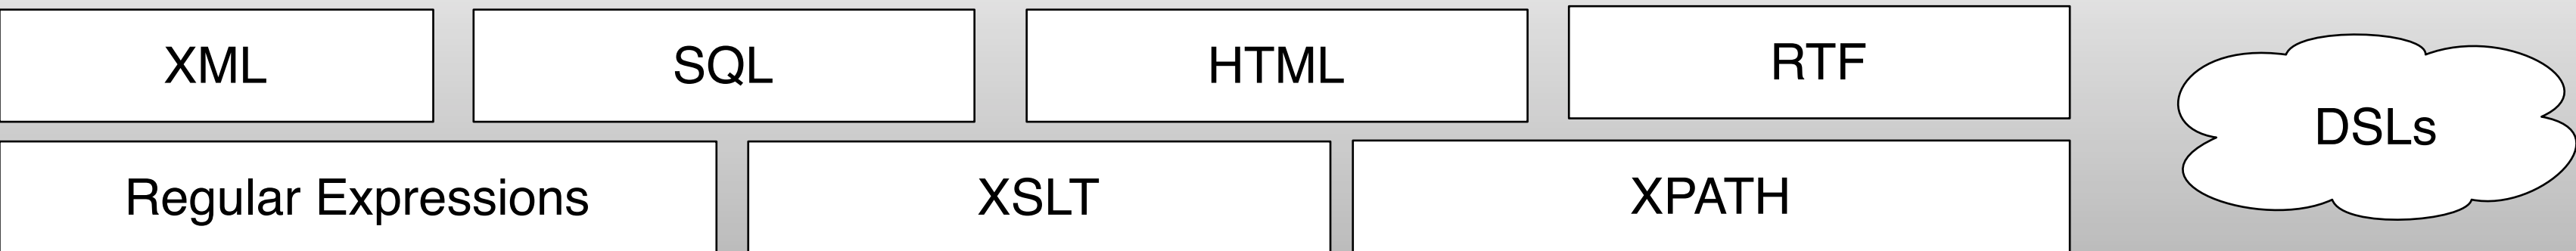 XML
SQL
HTML
RTF
DSLs
Regular Expressions
XSLT
XPATH